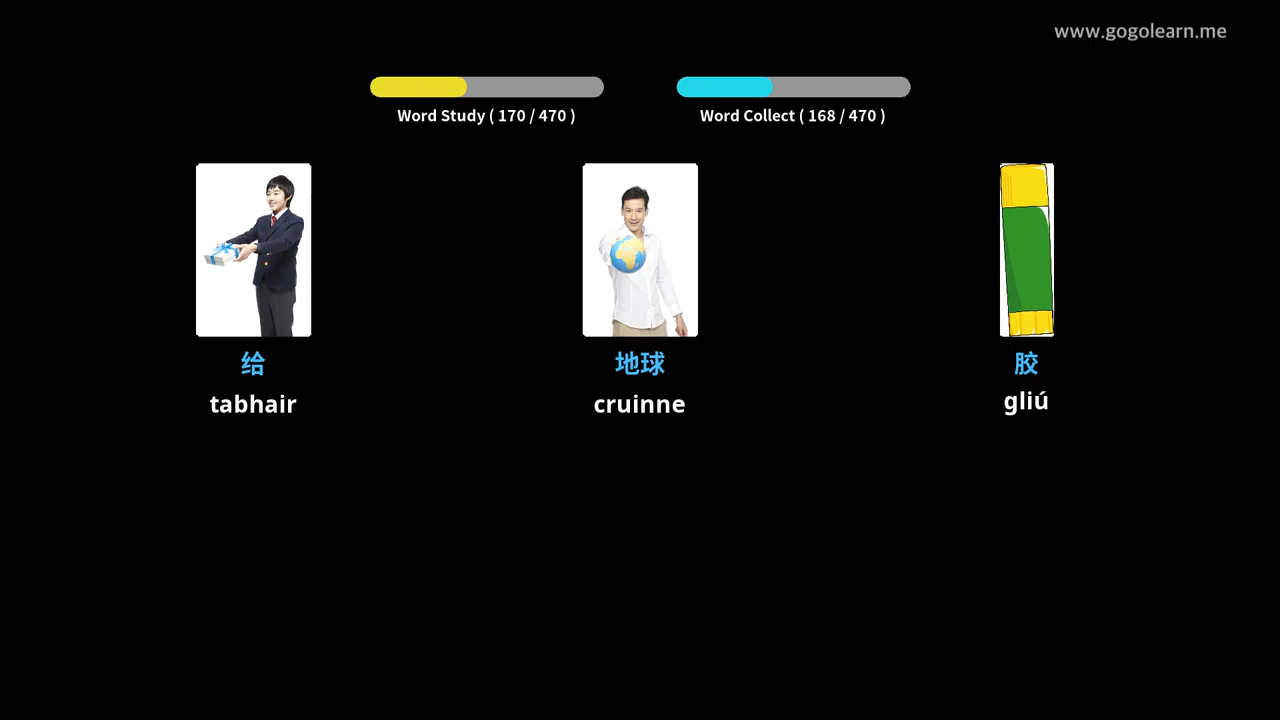 www.gogolearn.me
Word Study ( 170 / 470 )
Word Collect ( 168 / 470 )
给
tabhair
地球
cruinne
胶
gliú